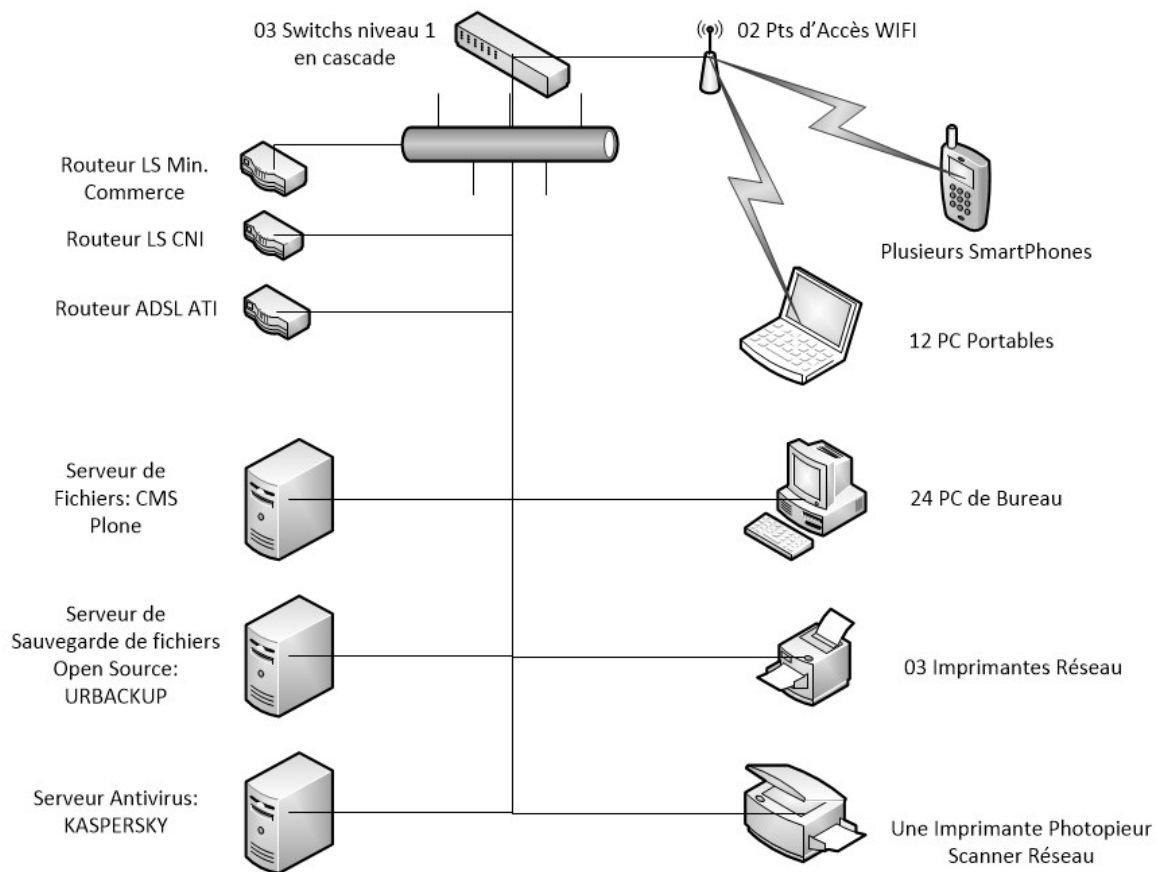 03 Switchs niveau 1
en cascade
02 Pts d'Accès WIFI
Routeur LS Min.
Commerce
Routeur LS CNI
Plusieurs SmartPhones
Routeur ADSL ATI
12 PC Portables
Serveur de
Fichiers: CMS
Plone
24 PC de Bureau
Serveur de
Sauvegarde de fichiers
Open Source:
URBACKUP
03 Imprimantes Réseau
Serveur Antivirus:
KASPERSKY
Une Imprimante Photopieur
Scanner Réseau